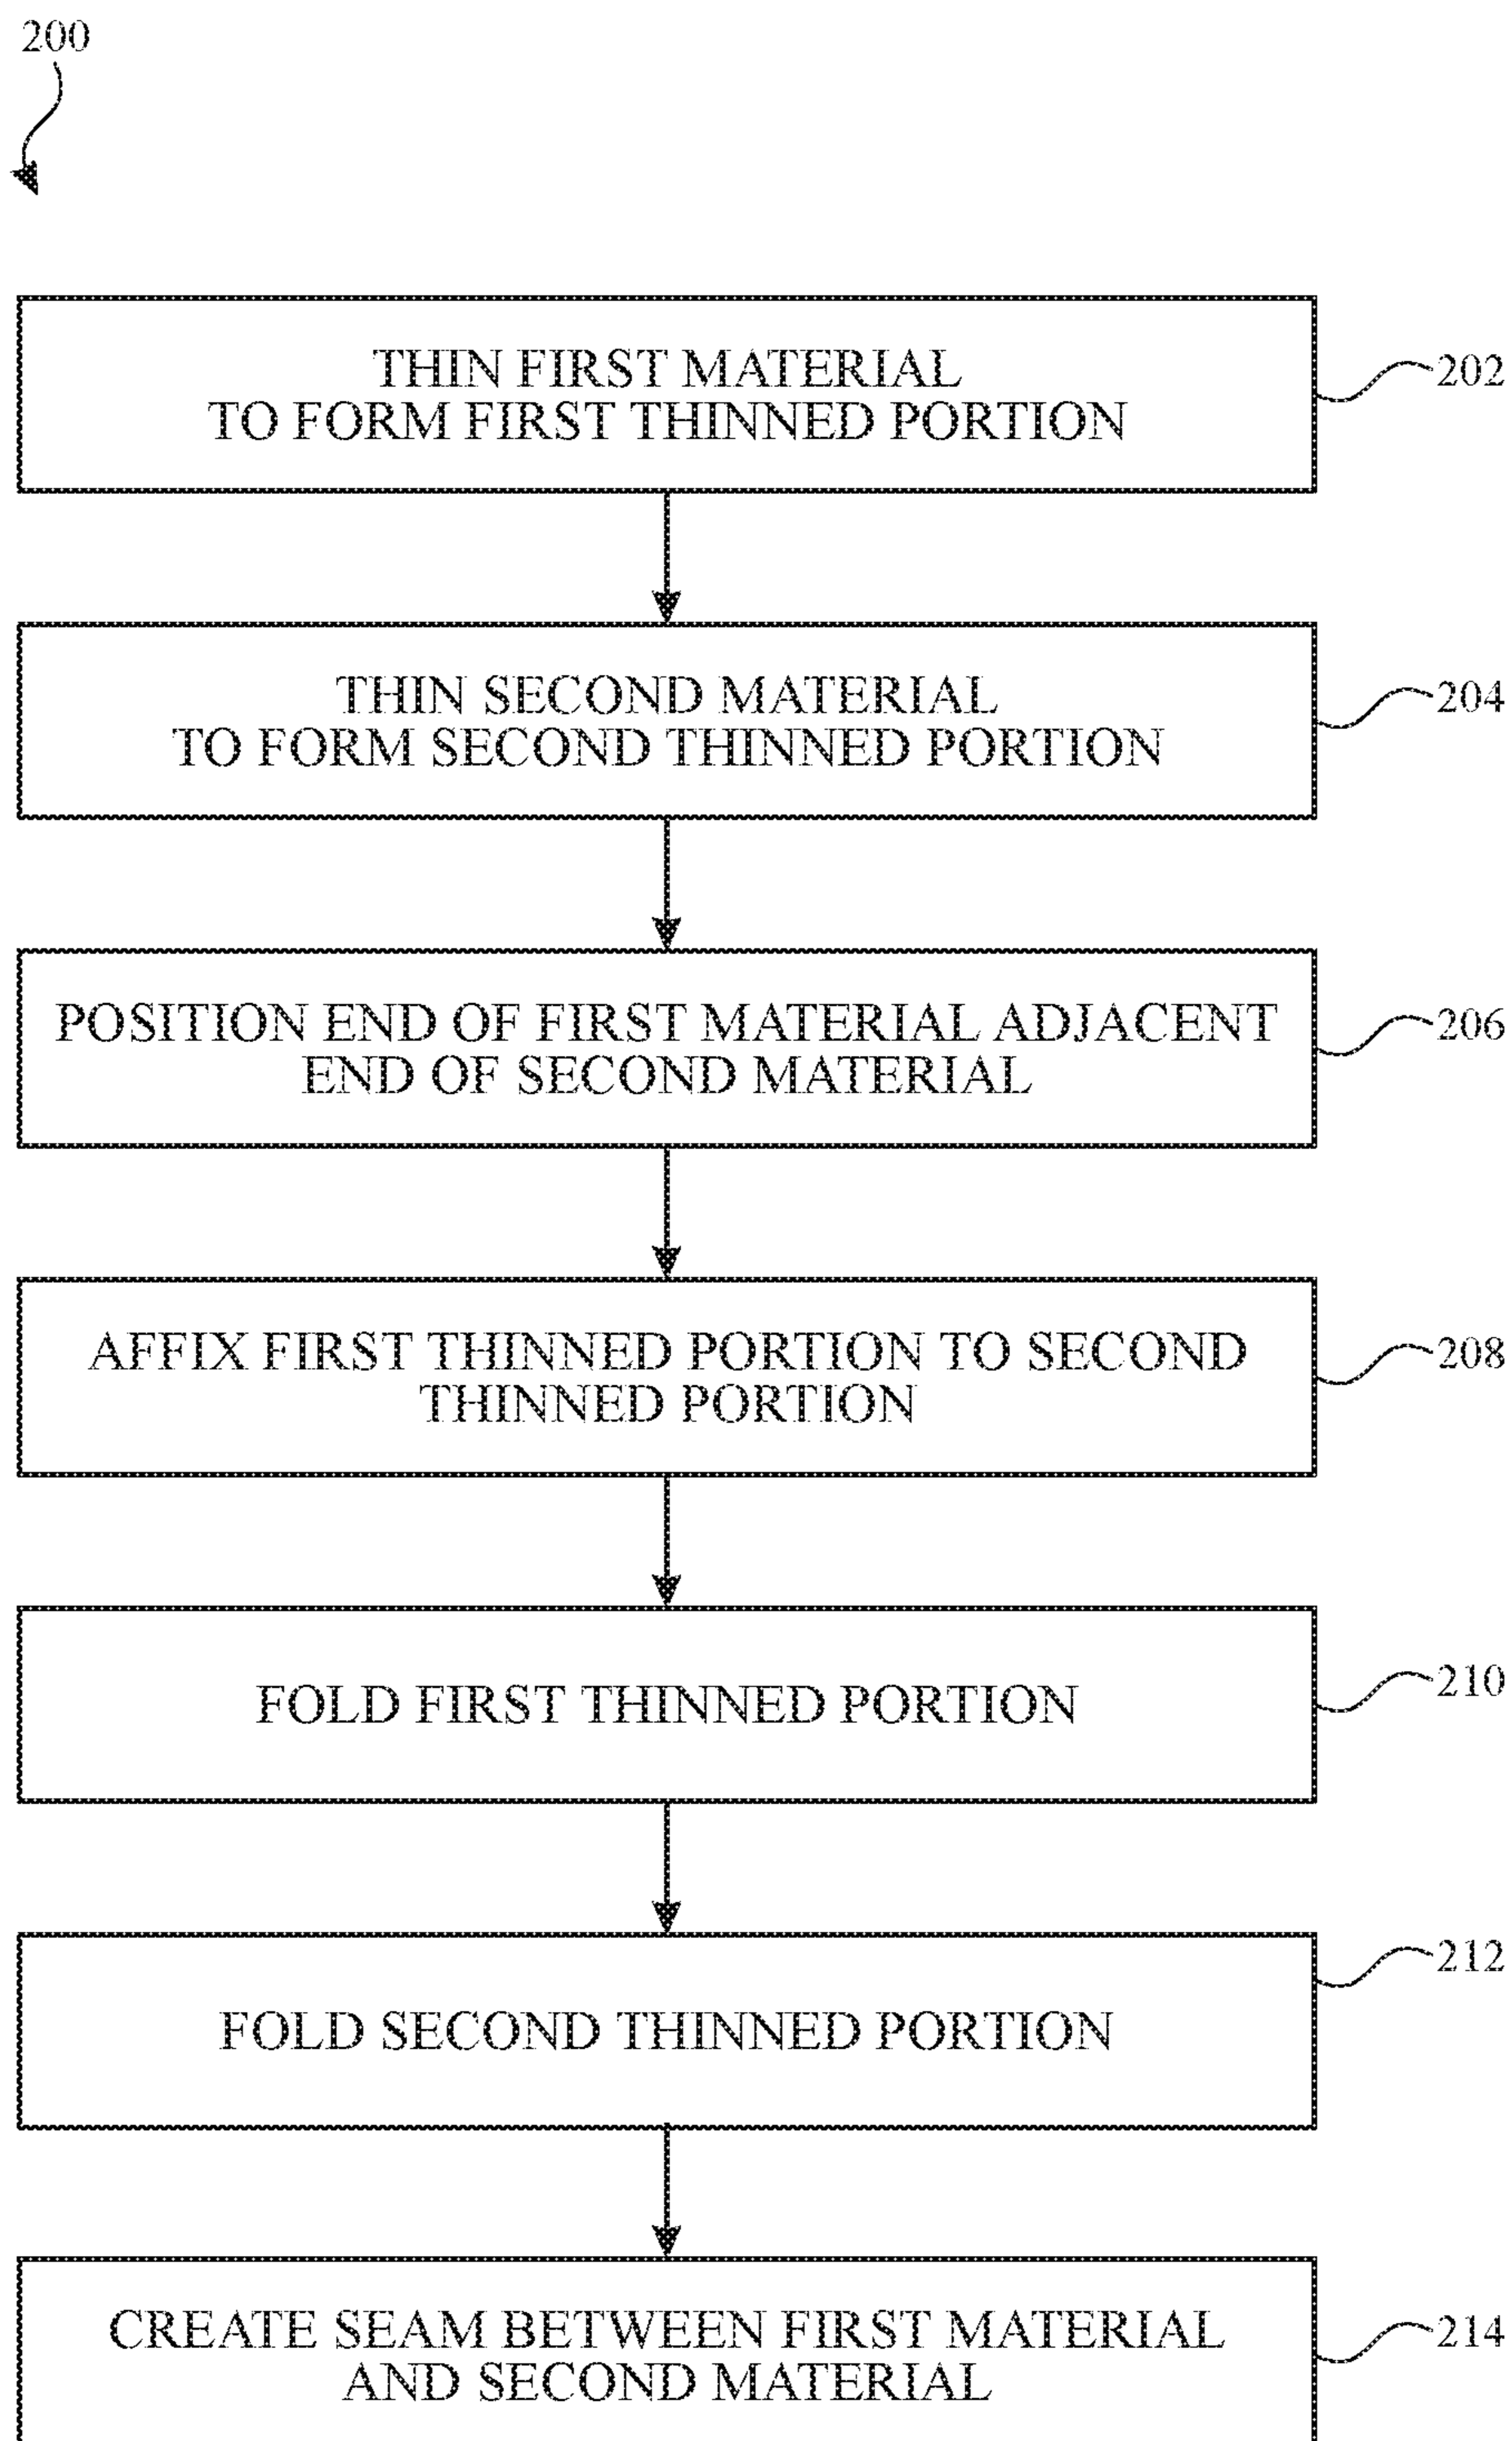 200
THIN FIRST MATERIAL
TO FORM FIRST THINNED PORTION
202
THIN SECOND MATERIAL
TO FORM SECOND THINNED PORTION
204
POSITION END OF FIRST MATERIAL ADJACENT
END OF SECOND MATERIAL
206
AFFIX FIRST THINNED PORTION TO SECOND
THINNED PORTION
208
FOLD FIRST THINNED PORTION
210
FOLD SECOND THINNED PORTION
212
CREATE SEAM BETWEEN FIRST MATERIAL
AND SECOND MATERIAL
214